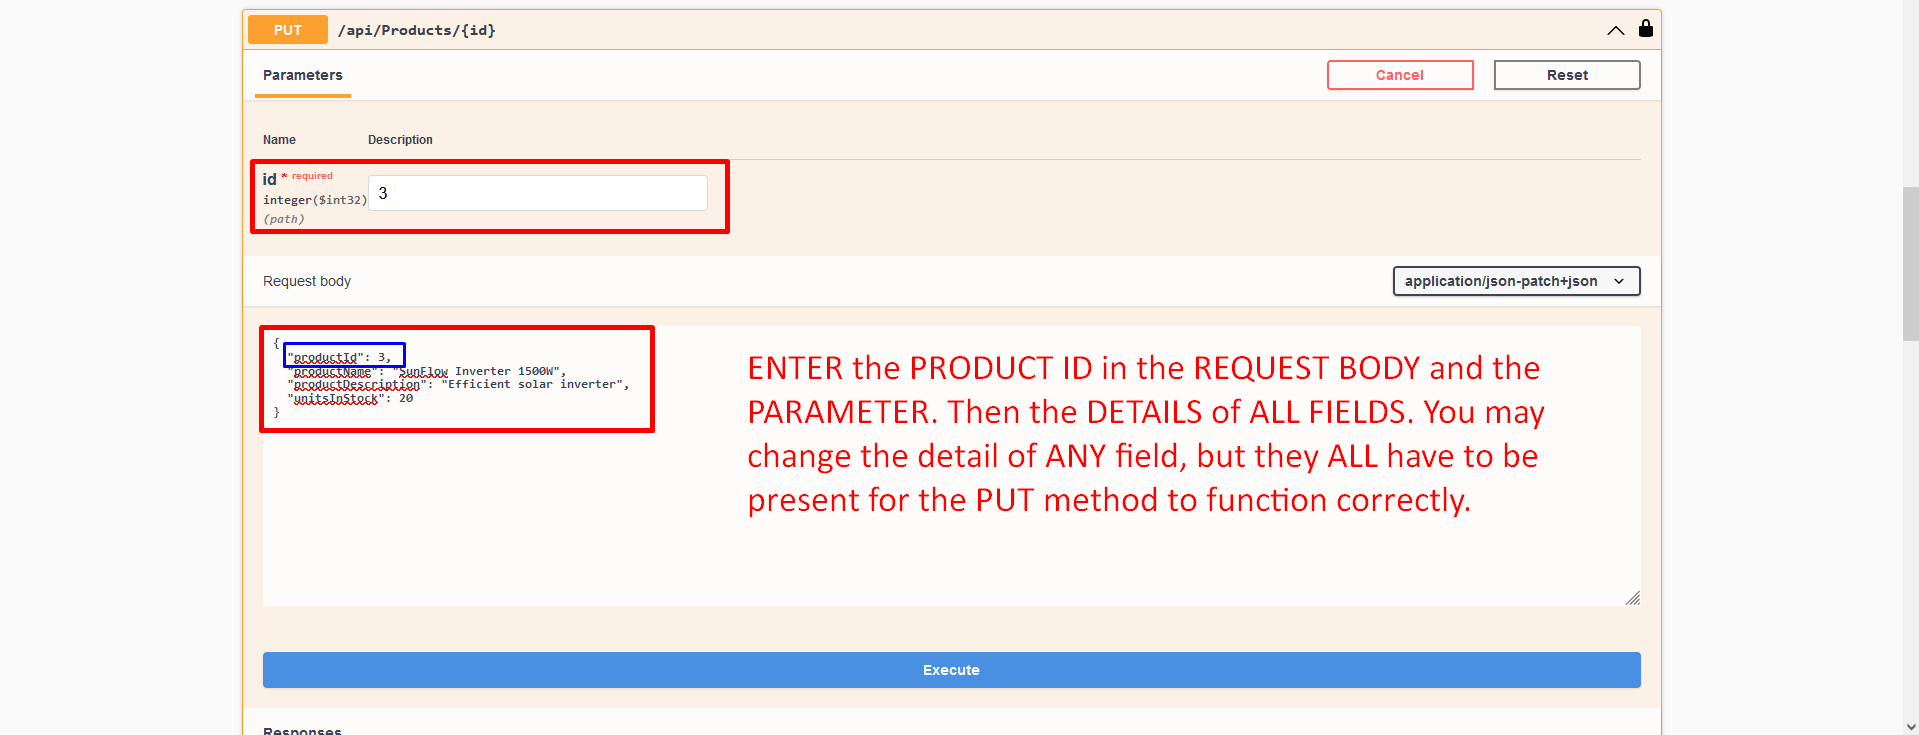 PUT /api/Products/{id}
Parameters
Cancel
Reset
Name Description
id * required
integer($int32)
(path)
3
Request body
application/json-patch+json
{
"productId": 3,
"productName": "SunFlow Inverter 1500W",
"productDescription": "Efficient solar inverter",
"unitsInStock": 20
}
ENTER the PRODUCT ID in the REQUEST BODY and the
PARAMETER. Then the DETAILS of ALL FIELDS. You may
change the detail of ANY field, but they ALL have to be
present for the PUT method to function correctly.
Execute
Responses